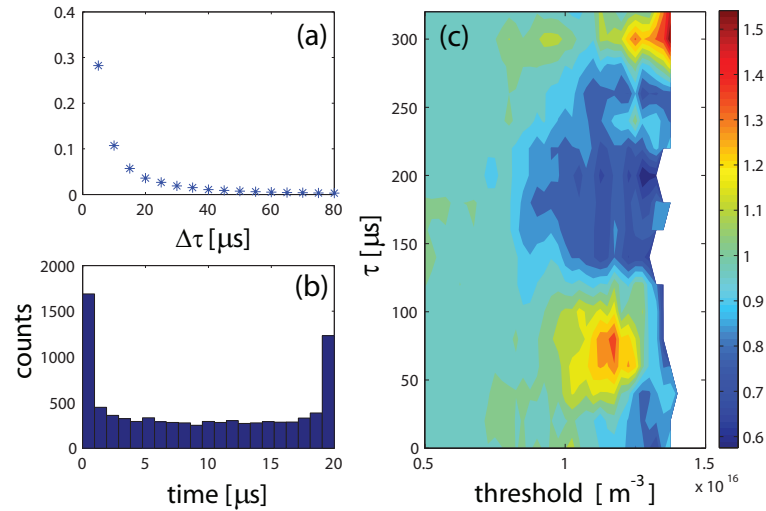 (a)
0.4
0.3
0.2
0.1
0
0 20 40 60 80
Δτ [μs]
(b)
2000
1500
1000
500
0
counts
0 5 10 15 20
time [μs]
(c)
300
250
200
150
100
50
0
τ [μs]
0.5 1 1.5
x 10 16
threshold [m-3]
1.5
1.4
1.3
1.2
1.1
1
0.9
0.8
0.7
0.6